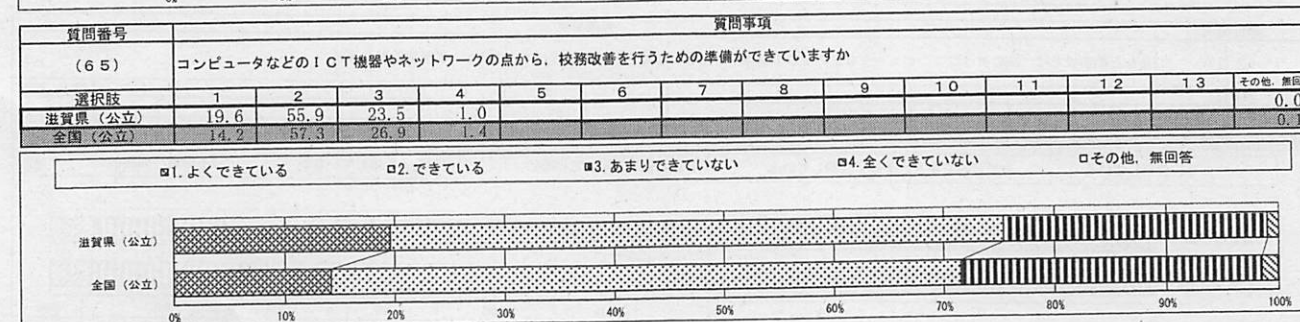 0%
質問番号 質問事項
(65) コンピュータなどのICT機器やネットワークの点から，校務改善を行うための準備ができていますか
選択肢 1 2 3 4 5 6 7 8 9 10 11 12 13 その他，無回
滋賀県（公立） 19.6 55.9 23.5 1.0 0.0
全国（公立） 14.2 57.3 26.9 1.4 0.1
1.よくできている 2.できている 3.あまりできていない 4.全くできていない その他，無回答
滋賀県（公立）
全国（公立）
0% 10% 20% 30% 40% 50% 60% 70% 80% 90% 100%